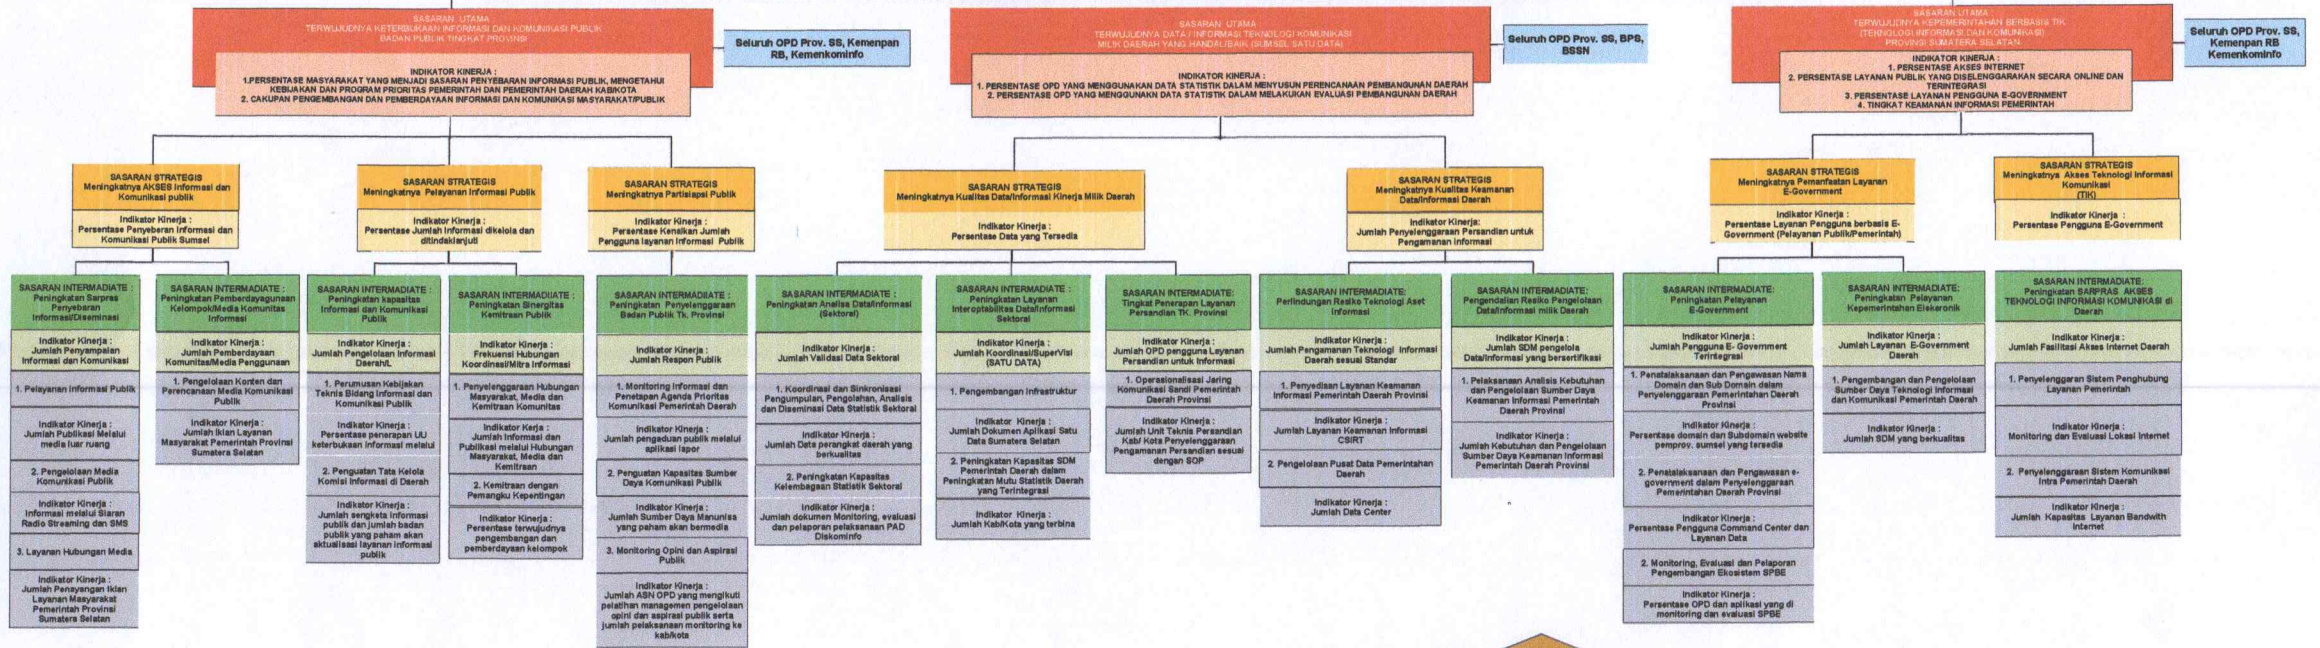 SASARAN UTAMA
TERWUJUDNYA KETERBUKAAN INFORMASI DAN KOMUNIKASI PUBLIK
BADAN PUBLIK TINGKAT PROVINSI
INDIKATOR KINERJA :
1.PERSENTASE MASYARAKAT YANG MENJADI SASARAN PENYEBARAN INFORMASI PUBLIK, MENGETAHUI
KEBIJAKAN DAN PROGRAM PRIORITAS PEMERINTAH DAN PEMERINTAH DAERAH KAB/KOTA
2. CAKUPAN PENGEMBANGAN DAN PEMBERDAYAAN INFORMASI DAN KOMUNIKASI MASYARAKAT/PUBLIK
Seluruh OPD Prov. SS, Kemenpan
RB, Kemenkominfo
SASARAN UTAMA
TERWUJUDNYA DATA / INFORMASI TEKNOLOGI KOMUNIKASI
MILIK DAERAH YANG HANDAL/BAIK (SUMSEL SATU DATA)
INDIKATOR KINERJA :
1. PERSENTASE OPD YANG MENGGUNAKAN DATA STATISTIK DALAM MENYUSUN PERENCANAAN PEMBANGUNAN DAERAH
2. PERSENTASE OPD YANG MENGGUNAKN DATA STATISTIK DALAM MELAKUKAN EVALUASI PEMBANGUNAN DAERAH
Seluruh OPD Prov. SS, BPS,
BSSN
SASARAN UTAMA
TERWUJUDNYA KEPEMERINTAHAN BERBASIS TIK
(TEKNOLOGI INFORMASI DAN KOMUNIKASI)
PROVINSI SUMATERA SELATAN
INDIKATOR KINERJA :
1. PERSENTASE AKSES INTERNET
2. PERSENTASE LAYANAN PUBLIK YANG DISELENGGARAKAN SECARA ONLINE DAN
TERINTEGRASI
3. PERSENTASE LAYANAN PENGGUNA E-GOVERNMENT
4. TINGKAT KEAMANAN INFORMASI PEMERINTAH
Seluruh OPD Prov. SS,
Kemenpan RB
Kemenkominfo
SASARAN STRATEGIS
Meningkatnya AKSES Informasi dan
Komunikasi publik
Indikator Kinerja :
Persentase Penyeberan Informasi dan
Komunikasi Publik Sumsel
SASARAN STRATEGIS
Meningkatnya Pelayanan Informasi Publik
Indikator Kinerja :
Persentase Jumlah Informasi dikelola dan
ditindaklanjuti
SASARAN STRATEGIS
Meningkatnya Partisiapsi Publik
Indikator Kinerja :
Persentase Kenaikan Jumlah
Pengguna layanan Informasi Publik
SASARAN STRATEGIS
Meningkatnya Kualitas Data/Informasi Kinerja Milik Daerah
Indikator Kinerja :
Persentase Data yang Tersedia
SASARAN STRATEGIS
Meningkatnya Kualitas Keamanan
Data/Informasi Daerah
Indikator Kinerja:
Jumlah Penyelenggaraan Persandian untuk
Pengamanan Informasi
SASARAN STRATEGIS
Meningkatnya Pemanfaatan Layanan
E-Government
Indikator Kinerja :
Persentase Layanan Pengguna berbasis E-
Government (Pelayanan Publik/Pemerintah)
SASARAN STRATEGIS
Meningkatnya Akses Teknologi Informasi
Komunikasi
(TIK)
Indikator Kinerja :
Persentase Pengguna E-Government
SASARAN INTERMADIATE :
Peningkatan Sarpras
Penyebaran
Informasi/Diseminasi
Indikator Kinerja :
Jumlah Penyampaian
Informasi dan Komunikasi
1. Pelayanan Informasi Publik
Indikator Kinerja :
Jumlah Publikasi Melalui
media luar ruang
2. Pengelolaan Media
Komunikasi Publik
Indikator Kinerja :
Informasi melalui Siaran
Radio Streaming dan SMS
3. Layanan Hubungan Media
Indikator Kinerja :
Jumlah Penayangan Iklan
Layanan Masyarakat
Pemerintah Provinsi
Sumatera Selatan
SASARAN INTERMADIATE :
Peningkatan Pemberdayagunaan
Kelompok/Media Komunitas
Informasi
Indikator Kinerja :
Jumlah Pemberdayaan
Komunitas/Media Penggunaan
1. Pengelolaan Konten dan
Perencanaan Media Komunikasi
Publik
Indikator Kinerja :
Jumlah Iklan Layanan
Masyarakat Pemerintah Provinsi
Sumatera Selatan
SASARAN INTERMADIATE :
Peningkatan kapasitas
Informasi dan Komunikasi
Publik
Indikator Kinerja :
Jumlah Pengelolaan Informasi
Daerah/L
1. Perumusan Kebijakan
Teknis Bidang Informasi dan
Komunikasi Publik
Indikator Kinerja :
Persentase penerapan UU
keterbukaan informasi melalui
2. Penguatan Tata Kelola
Komisi Informasi di Daerah
Indikator Kinerja :
Jumlah sengketa informasi
publik dan jumlah badan
publik yang paham akan
aktualisasi layanan informasi
publik
SASARAN INTERMADIIATE :
Peningkatan Sinergitas
Kemitraan Publik
Indikator Kinerja :
Frekuensi Hubungan
Koordinasi/Mitra Informasi
1. Penyelenggaraan Hubungan
Masyarakat, Media dan
Kemitraan Komunitas
Indikator Kerja :
Jumlah Informasi dan
Publikasi melalui Hubungan
Masyarakat, Media dan
Kemitraan
2. Kemitraan dengan
Pemangku Kepentingan
Indikator Kinerja :
Persentase terwujudnya
pengembangan dan
pemberdayaan kelompok
SASARAN INTERMADIIATE :
Peningkatan Penyelenggaraan
Badan Publik Tk. Provinsi
Indikator Kinerja :
Jumlah Respon Publik
1. Monitoring Informasi dan
Penetapan Agenda Prioritas
Komunikasi Pemerintah Daerah
Indikator Kinerja :
Jumlah pengaduan publik melalui
aplikasi lapor
2. Penguatan Kapasitas Sumber
Daya Komunikasi Publik
Indikator Kinerja :
Jumlah Sumber Daya Manunisa
yang paham akan bermedia
3. Monitoring Opini dan Aspirasi
Publik
Indikator Kinerja :
Jumlah ASN OPD yang mengikuti
pelatihan managemen pengelolaan
opini dan aspirasi publik serta
jumlah pelaksanaan monitoring ke
kab/kota
SASARAN INTERMADIATE :
Peningkatan Analisa Data/Informasi
(Sektoral)
Indikator Kinerja :
Jumlah Validasi Data Sektoral
1. Koordinasi dan Sinkronisasi
Pengumpulan, Pengolahan, Analisis
dan Diseminasi Data Statistik Sektoral
Indikator Kinerja :
Jumlah Data perangkat daerah yang
berkualitas
2. Peningkatan Kapasitas
Kelembagaan Statistik Sektoral
Indikator Kinerja :
Jumlah dokumen Monitoring, evaluasi
dan pelaporan pelaksanaan PAD
Diskominfo
SASARAN INTERMADIATE :
Peningkatan Layanan
Interoptabilitas Data/Informasi
Sektoral
Indikator Kinerja :
Jumlah Koordinasi/SuperVisi
(SATU DATA)
1. Pengembangan Infrastruktur
Indikator Kinerja :
Jumlah Dokumen Aplikasi Satu
Data Sumatera Selatan
2. Peningkatan Kapasitas SDM
Pemerintah Daerah dalam
Peningkatan Mutu Statistik Daerah
yang Terintegrasi
Indikator Kinerja :
Jumlah Kab/Kota yang terbina
SASARAN INTERMADIATE:
Tingkat Penerapan Layanan
Persandian TK. Provinsi
Indikator Kinerja :
Jumlah OPD pengguna Layanan
Persandian untuk Informasi
1. Operasionalisasi Jaring
Komunikasi Sandi Pemerintah
Daerah Provinsi
Indikator Kinerja :
Jumlah Unit Teknis Persandian
Kab/ Kota Penyelenggaraan
Pengamanan Persandian sesuai
dengan SOP
SASARAN INTERMADIATE:
Perlindungan Resiko Teknologi Aset
Informasi
Indikator Kinerja :
Jumlah Pengamanan Teknologi Informasi
Daerah sesuai Standar
1. Penyediaan Layanan Keamanan
Informasi Pemerintah Daerah Provinsi
Indikator Kinerja :
Jumlah Layanan Keamanan Informasi
CSIRT
2. Pengelolaan Pusat Data Pemerintahan
Daerah
Indikator Kinerja :
Jumlah Data Center
SASARAN INTERMADIATE:
Pengendalian Resiko Pengelolaan
Data/Informasi milik Daerah
Indikator Kinerja :
Jumlah SDM pengelola
Data/Informasi yang bersertifikasi
1. Pelaksanaan Analisis Kebutuhan
dan Pengelolaan Sumber Daya
Keamanan Informasi Pemerintah
Daerah Provinsi
Indikator Kinerja :
Jumlah Kebutuhan dan Pengelolaan
Sumber Daya Keamanan Informasi
Pemerintah Daerah Provinsi
SASARAN INTERMEDIATE:
Peningkatan Pelayanan
E-Government
Indikator Kinerja :
Jumlah Pengguna E- Government
Terintegrasi
1. Penatalaksanaan dan Pengawasan Nama
Domain dan Sub Domain dalam
Penyelenggaraan Pemerintahan Daerah
Provinsi
Indikator Kinerja :
Persentase domain dan Subdomain website
pemprov. sumsel yang tersedia
2. Penatalaksanaan dan Pengawasan e-
government dalam Penyelenggaraan
Pemerintahan Daerah Provinsi
Indikator Kinerja :
Persentase Pengguna Command Center dan
Layanan Data
2. Monitoring, Evaluasi dan Pelaporan
Pengembangan Ekosistem SPBE
Indikator Kinerja :
Persentase OPD dan aplikasi yang di
monitoring dan evaluasi SPBE
SASARAN INTERMEDIATE:
Peningkatan Pelayanan
Kepemerintahan Elekeronik
Indikator Kinerja :
Jumlah Layanan E-Government
Daerah
1. Pengembangan dan Pengelolaan
Sumber Daya Teknologi Informasi
dan Komunikasi Pemerintah Daerah
Indikator Kinerja :
Jumlah SDM yang berkualitas
SASARAN INTERMEDIATE:
Peningkatan SARPRAS AKSES
TEKNOLOGI INFORMASI KOMUNIKASI di
Daerah
Indikator Kinerja :
Jumlah Fasilitasi Akses Internet Daerah
1. Penyelenggaran Sistem Penghubung
Layanan Pemerintah
Indikator Kinerja:
Monitoring dan Evaluasi Lokasi Internet
2. Penyelenggaraan Sistem Komunikasi
Intra Pemerintah Daerah
Indikator Kinerja :
Jumlah Kapasitas Layanan Bandwith
Internet